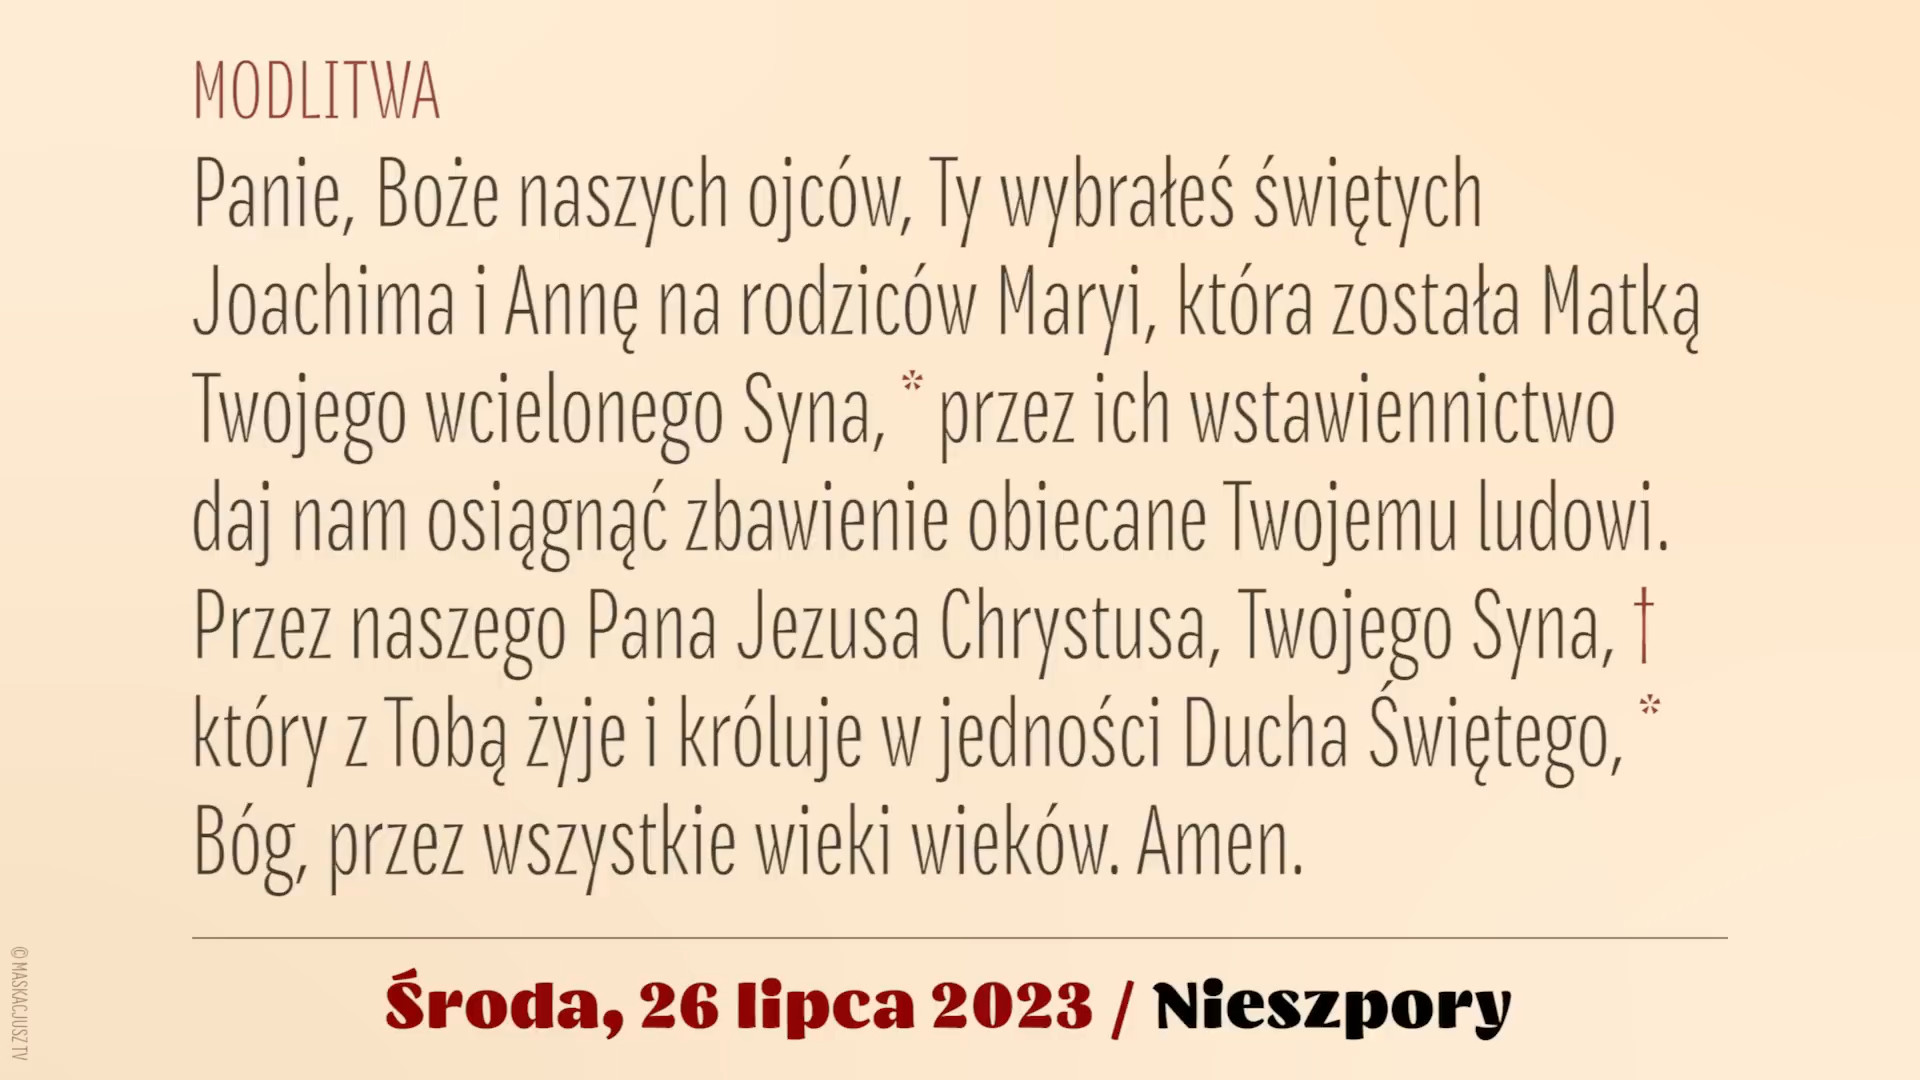 MODLITWA
Panie, Boże naszych ojców, Ty wybrałeś świętych
Joachima i Annę na rodziców Maryi, która została Matką
Twojego wcielonego Syna, * przez ich wstawiennictwo
daj nam osiągnąć zbawienie obiecane Twojemu ludowi.
Przez naszego Pana Jezusa Chrystusa, Twojego Syna, †
który z Tobą żyje i króluje w jedności Ducha Świętego, *
Bóg, przez wszystkie wieki wieków. Amen.
Środa, 26 lipca 2023 / Nieszpory
© MASKACJUSZ TV